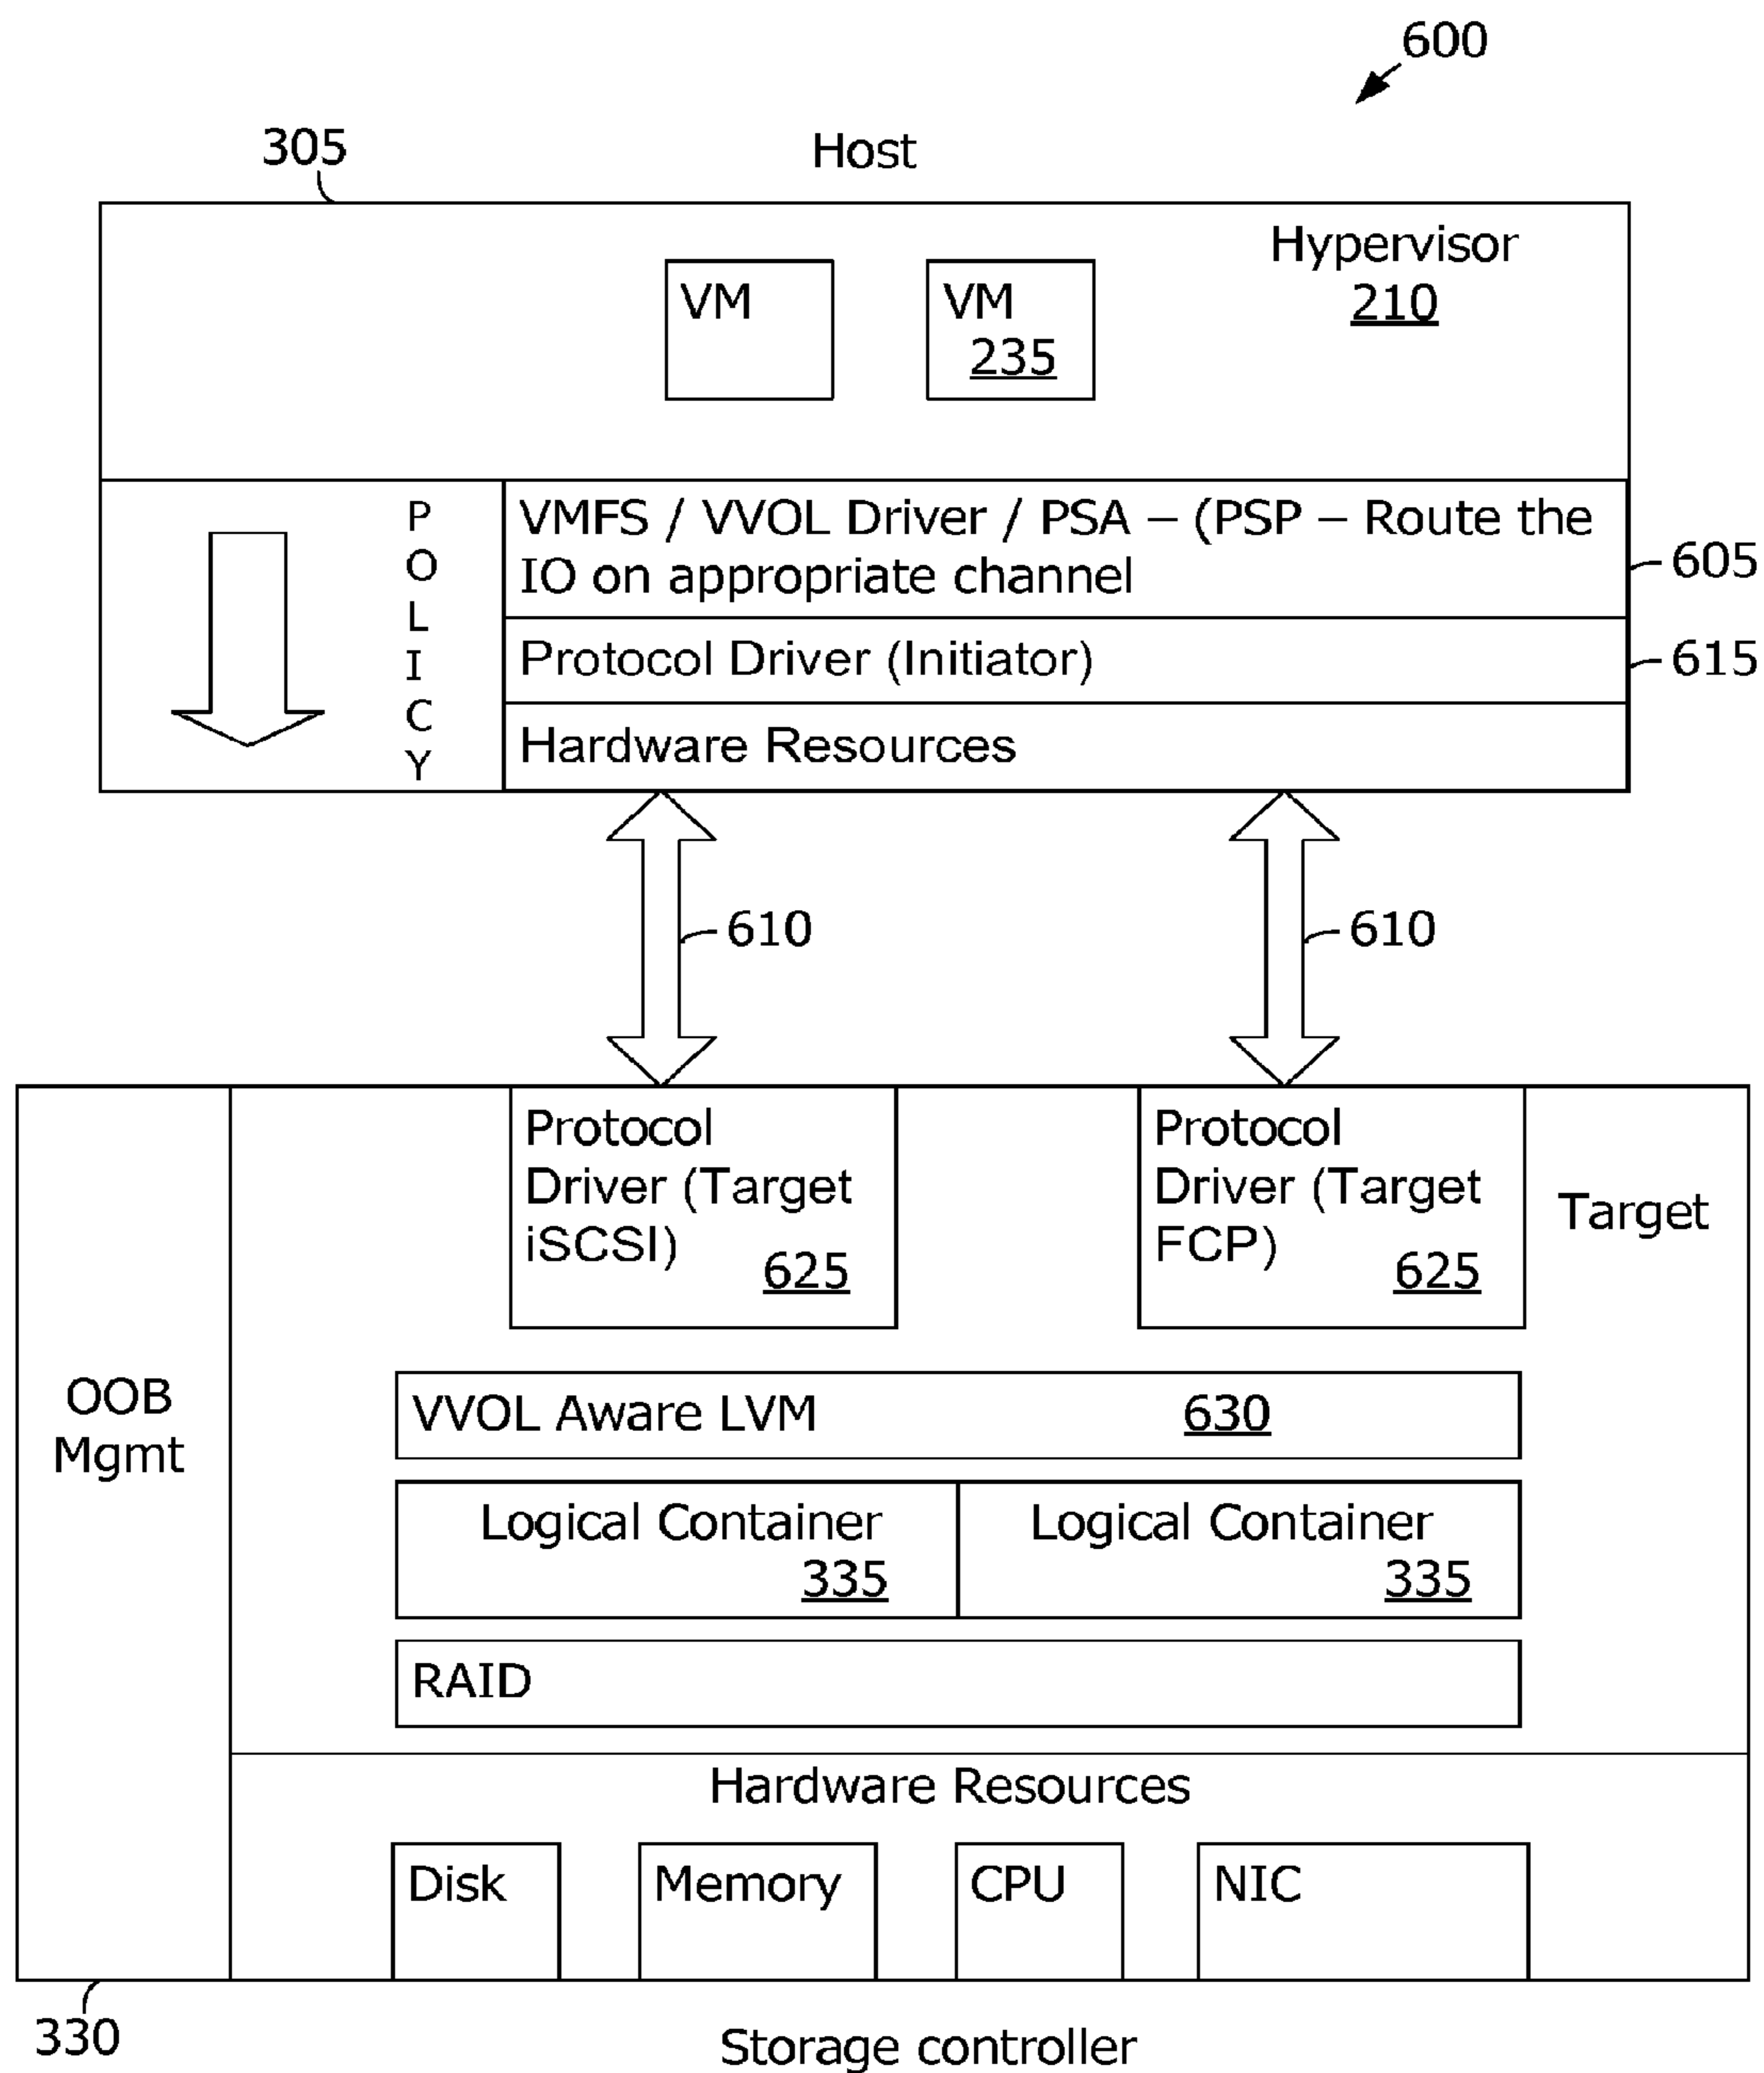 600
305
Host
Hypervisor
210
VM
VM
235
POLICY
VMFS / VVOL Driver / PSA – (PSP – Route the
IO on appropriate channel
605
Protocol Driver (Initiator)
615
Hardware Resources
610
610
Protocol
Driver (Target
iSCSI)
625
Protocol
Driver (Target
FCP)
625
Target
OOB
Mgmt
VVOL Aware LVM
630
Logical Container
335
Logical Container
335
RAID
Hardware Resources
Disk
Memory
CPU
NIC
330
Storage controller